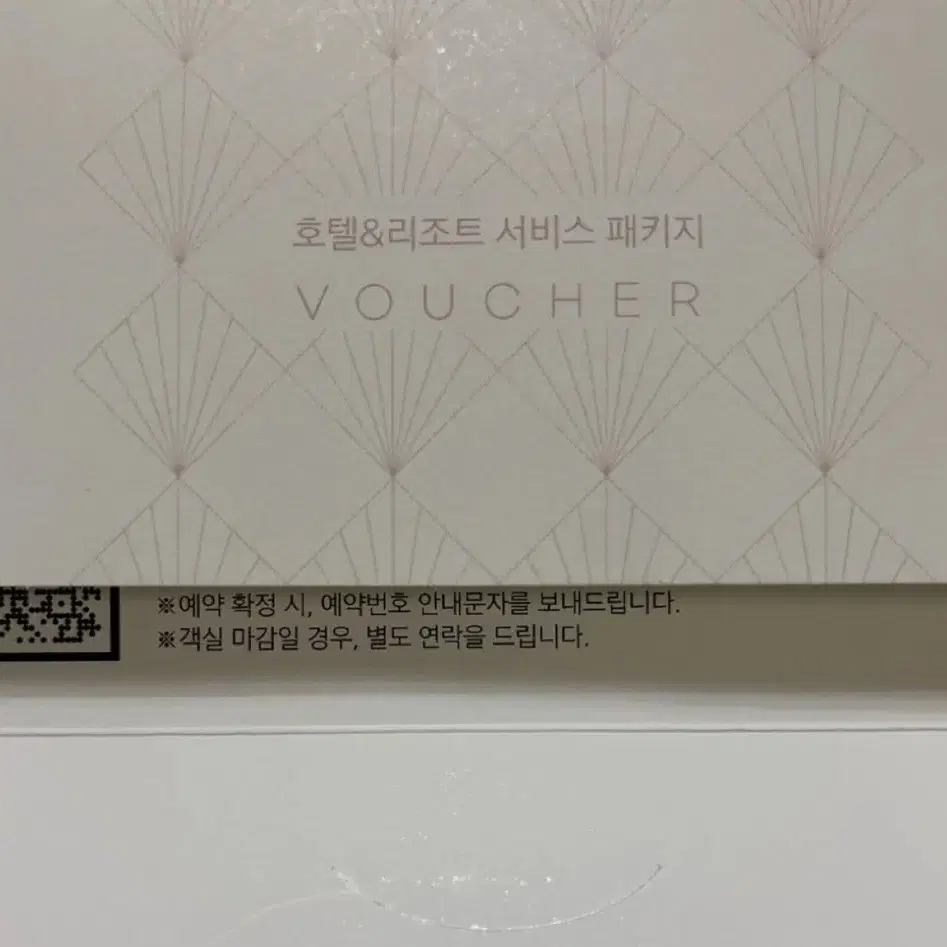 호텔&리조트 서비스 패키지
VOUCHER
※예약 확정 시, 예약번호 안내문자를 보내드립니다.
※객실 마감일 경우, 별도 연락을 드립니다.